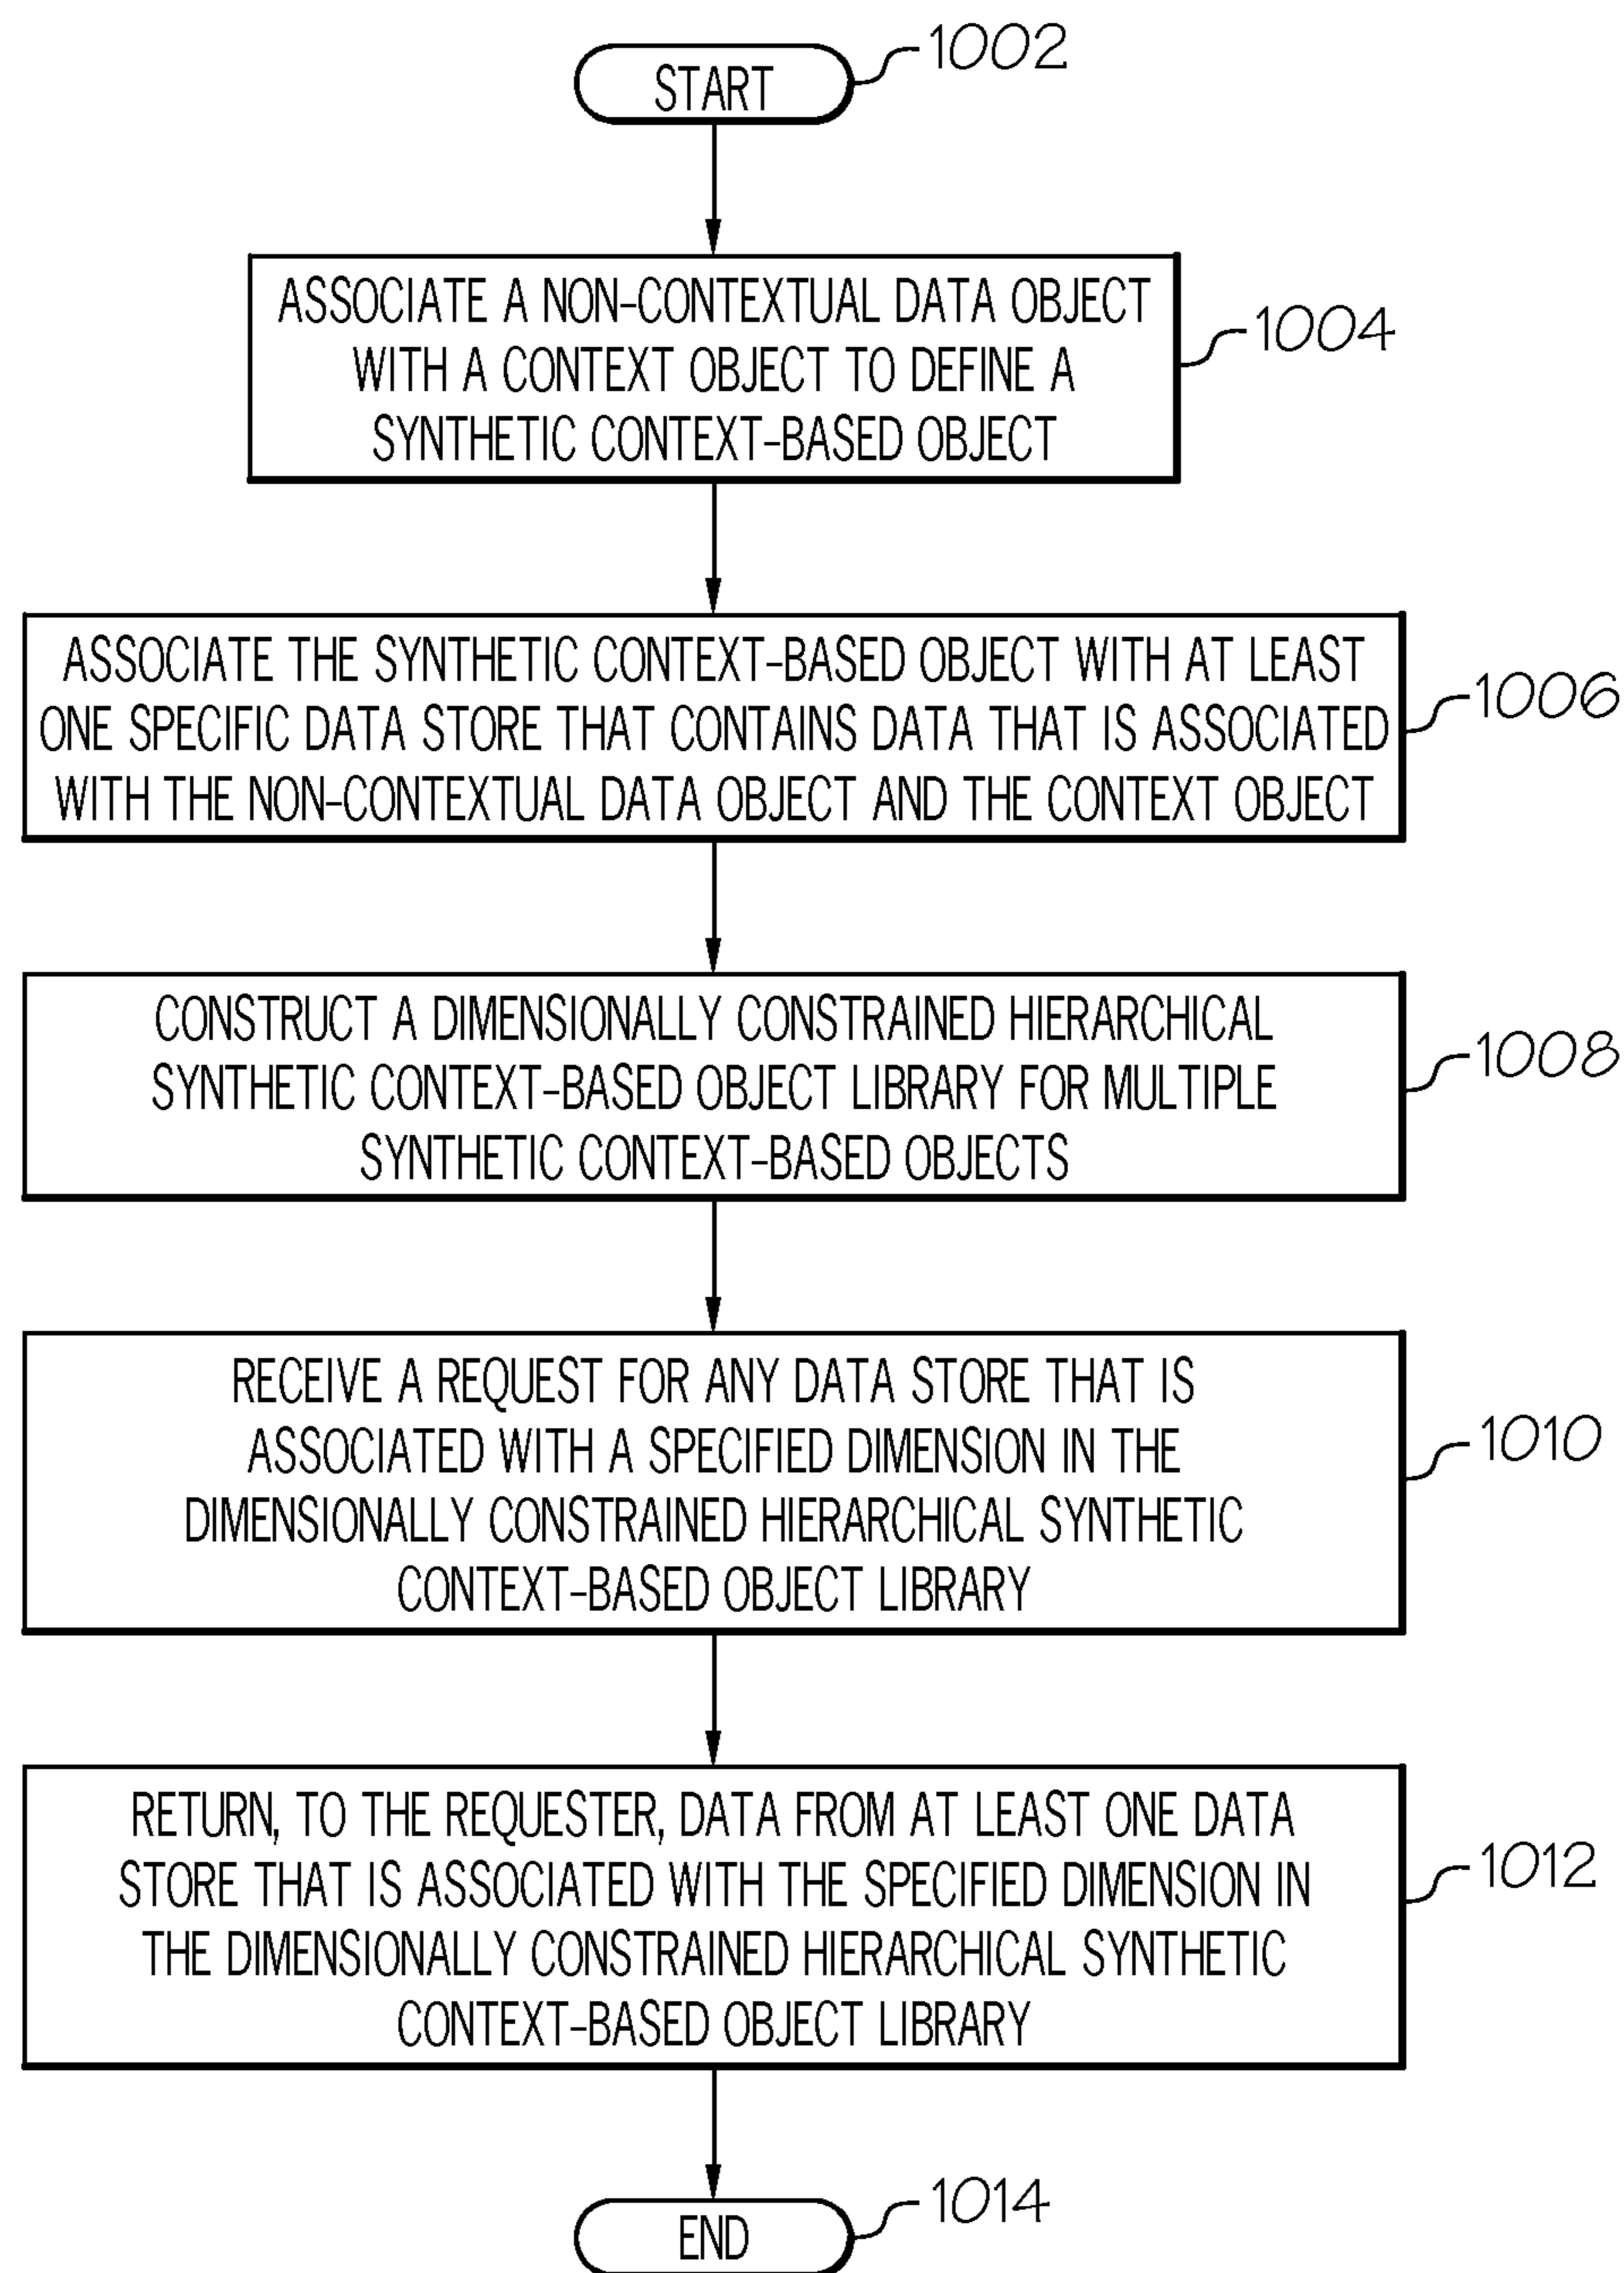 START
1002
ASSOCIATE A NON-CONTEXTUAL DATA OBJECT
WITH A CONTEXT OBJECT TO DEFINE A
SYNTHETIC CONTEXT-BASED OBJECT
1004
ASSOCIATE THE SYNTHETIC CONTEXT-BASED OBJECT WITH AT LEAST
ONE SPECIFIC DATA STORE THAT CONTAINS DATA THAT IS ASSOCIATED
WITH THE NON-CONTEXTUAL DATA OBJECT AND THE CONTEXT OBJECT
1006
CONSTRUCT A DIMENSIONALLY CONSTRAINED HIERARCHICAL
SYNTHETIC CONTEXT-BASED OBJECT LIBRARY FOR MULTIPLE
SYNTHETIC CONTEXT-BASED OBJECTS
1008
RECEIVE A REQUEST FOR ANY DATA STORE THAT IS
ASSOCIATED WITH A SPECIFIED DIMENSION IN THE
DIMENSIONALLY CONSTRAINED HIERARCHICAL SYNTHETIC
CONTEXT-BASED OBJECT LIBRARY
1010
RETURN, TO THE REQUESTER, DATA FROM AT LEAST ONE DATA
STORE THAT IS ASSOCIATED WITH THE SPECIFIED DIMENSION IN
THE DIMENSIONALLY CONSTRAINED HIERARCHICAL SYNTHETIC
CONTEXT-BASED OBJECT LIBRARY
1012
END
1014